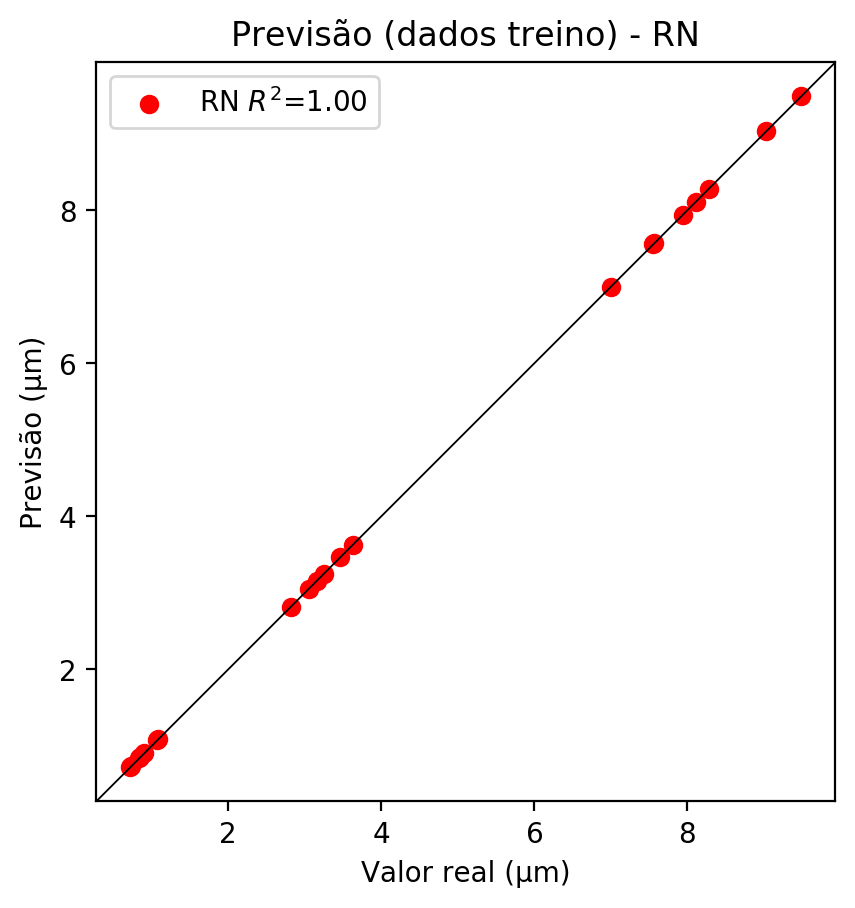 Previsão (dados treino) - RN
RN R²=1.00
8
6
4
2
Previsão (µm)
2 4 6 8
Valor real (µm)